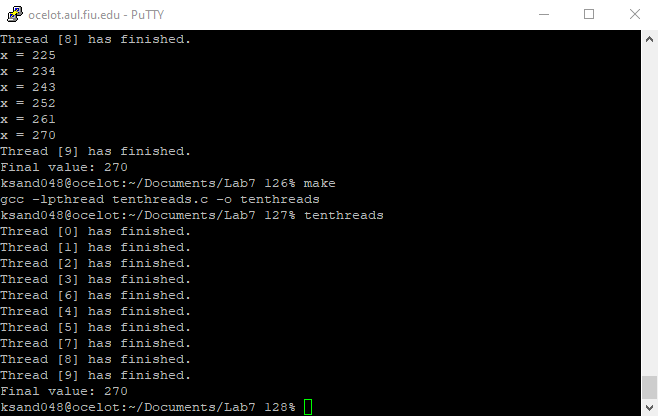 ocelot.aul.fiu.edu - PuTTY
Thread [8] has finished.
x = 225
x = 234
x = 243
x = 252
x = 261
x = 270
Thread [9] has finished.
Final value: 270
ksand048@ocelot:~/Documents/Lab7 126% make
gcc -lpthread tenthreads.c -o tenthreads
ksand048@ocelot:~/Documents/Lab7 127% tenthreads
Thread [0] has finished.
Thread [1] has finished.
Thread [2] has finished.
Thread [3] has finished.
Thread [6] has finished.
Thread [4] has finished.
Thread [5] has finished.
Thread [7] has finished.
Thread [8] has finished.
Thread [9] has finished.
Final value: 270
ksand048@ocelot:~/Documents/Lab7 128%